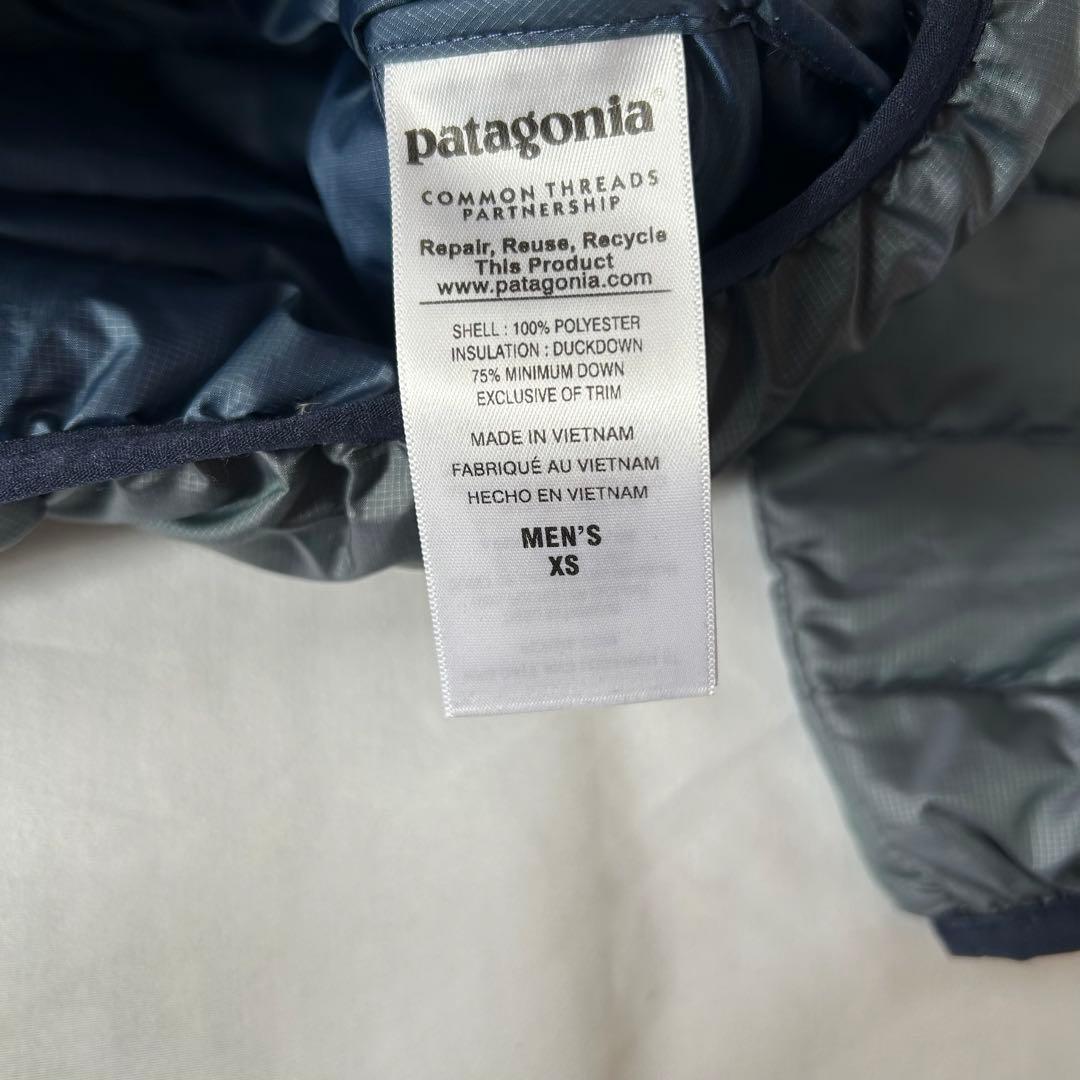 patagonia®
COMMON THREADS
PARTNERSHIP
Repair, Reuse, Recycle
This Product
www.patagonia.com
SHELL : 100% POLYESTER
INSULATION : DUCKDOWN
75% MINIMUM DOWN
EXCLUSIVE OF TRIM
MADE IN VIETNAM
FABRIQUÉ AU VIETNAM
HECHO EN VIETNAM
MEN'S
XS